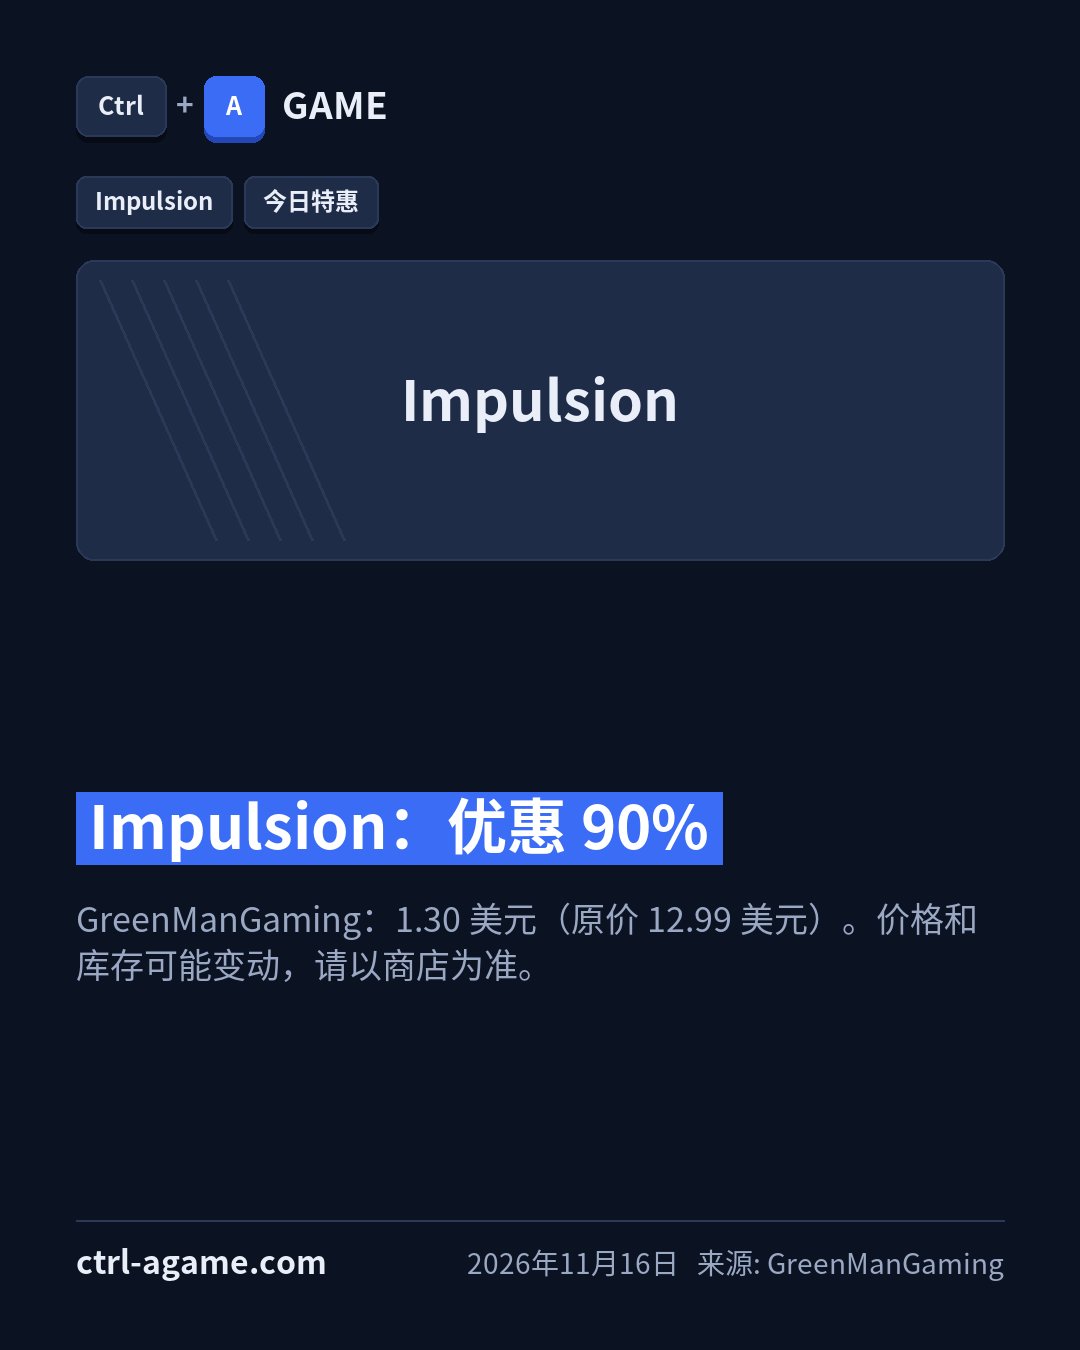 Ctrl + A GAME
Impulsion 今日特惠
Impulsion
Impulsion：优惠 90%
GreenManGaming：1.30 美元（原价 12.99 美元）。价格和
库存可能变动，请以商店为准。
ctrl-agame.com 2026年11月16日 来源: GreenManGaming